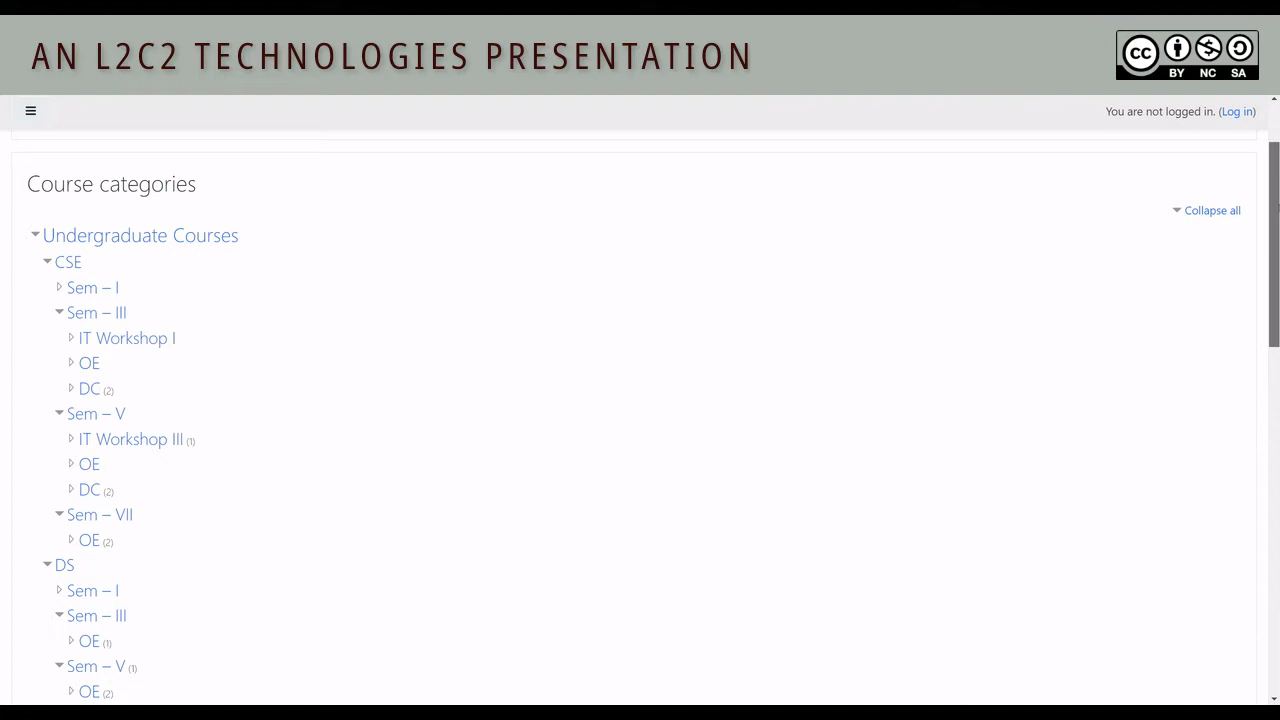 AN L2C2 TECHNOLOGIES PRESENTATION
CC BY NC SA
You are not logged in. (Log in)
Course categories
Collapse all
Undergraduate Courses
CSE
Sem – I
Sem – III
IT Workshop I
OE
DC (2)
Sem – V
IT Workshop III (1)
OE
DC (2)
Sem – VII
OE (2)
DS
Sem – I
Sem – III
OE (1)
Sem – V (1)
OE (2)